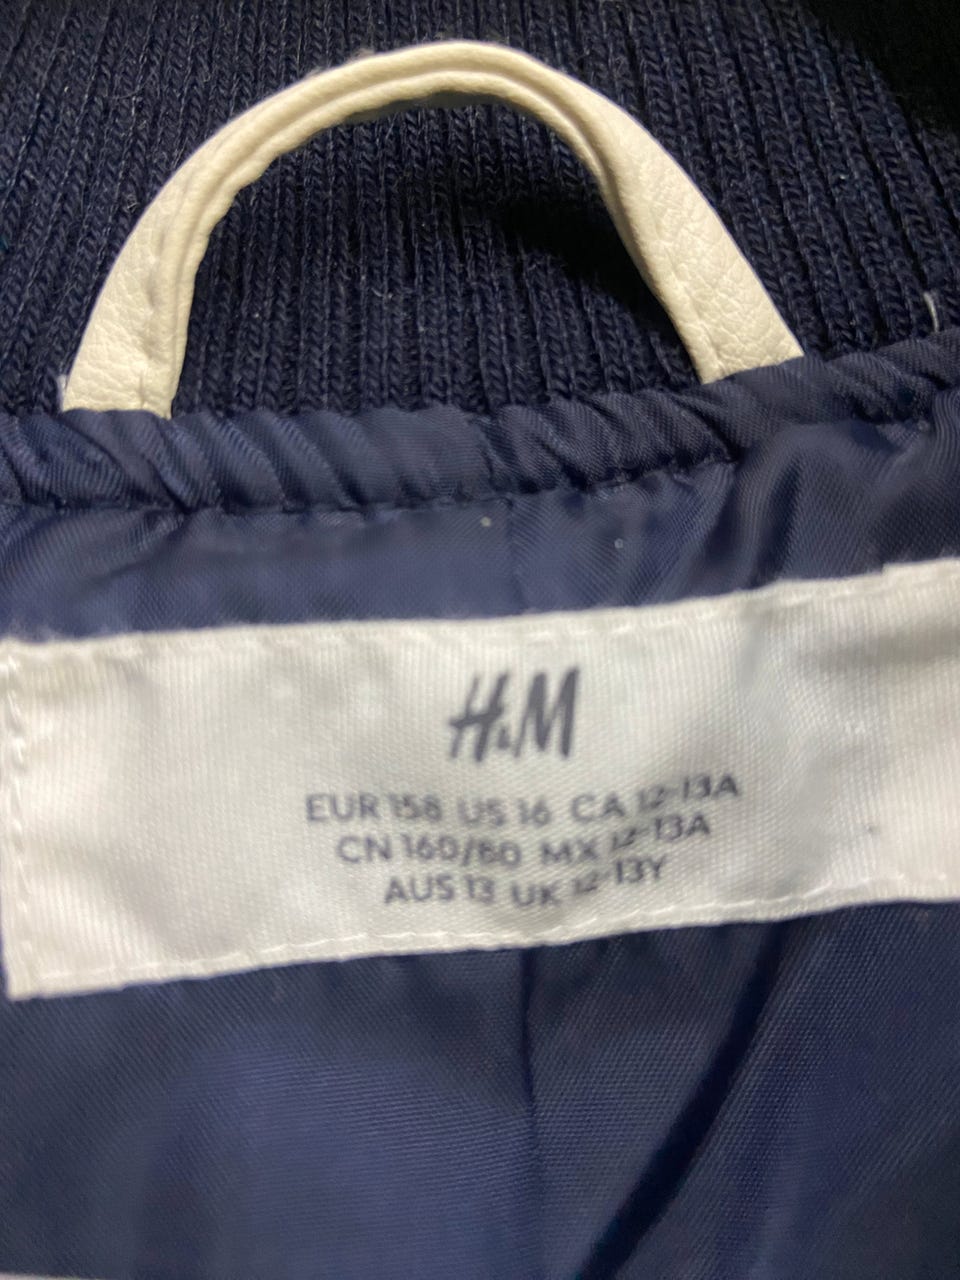 H&M
EUR 158 US 16 CA 12-13A
CN 160/80 MX 12-13A
AUS 13 UK 12-13Y